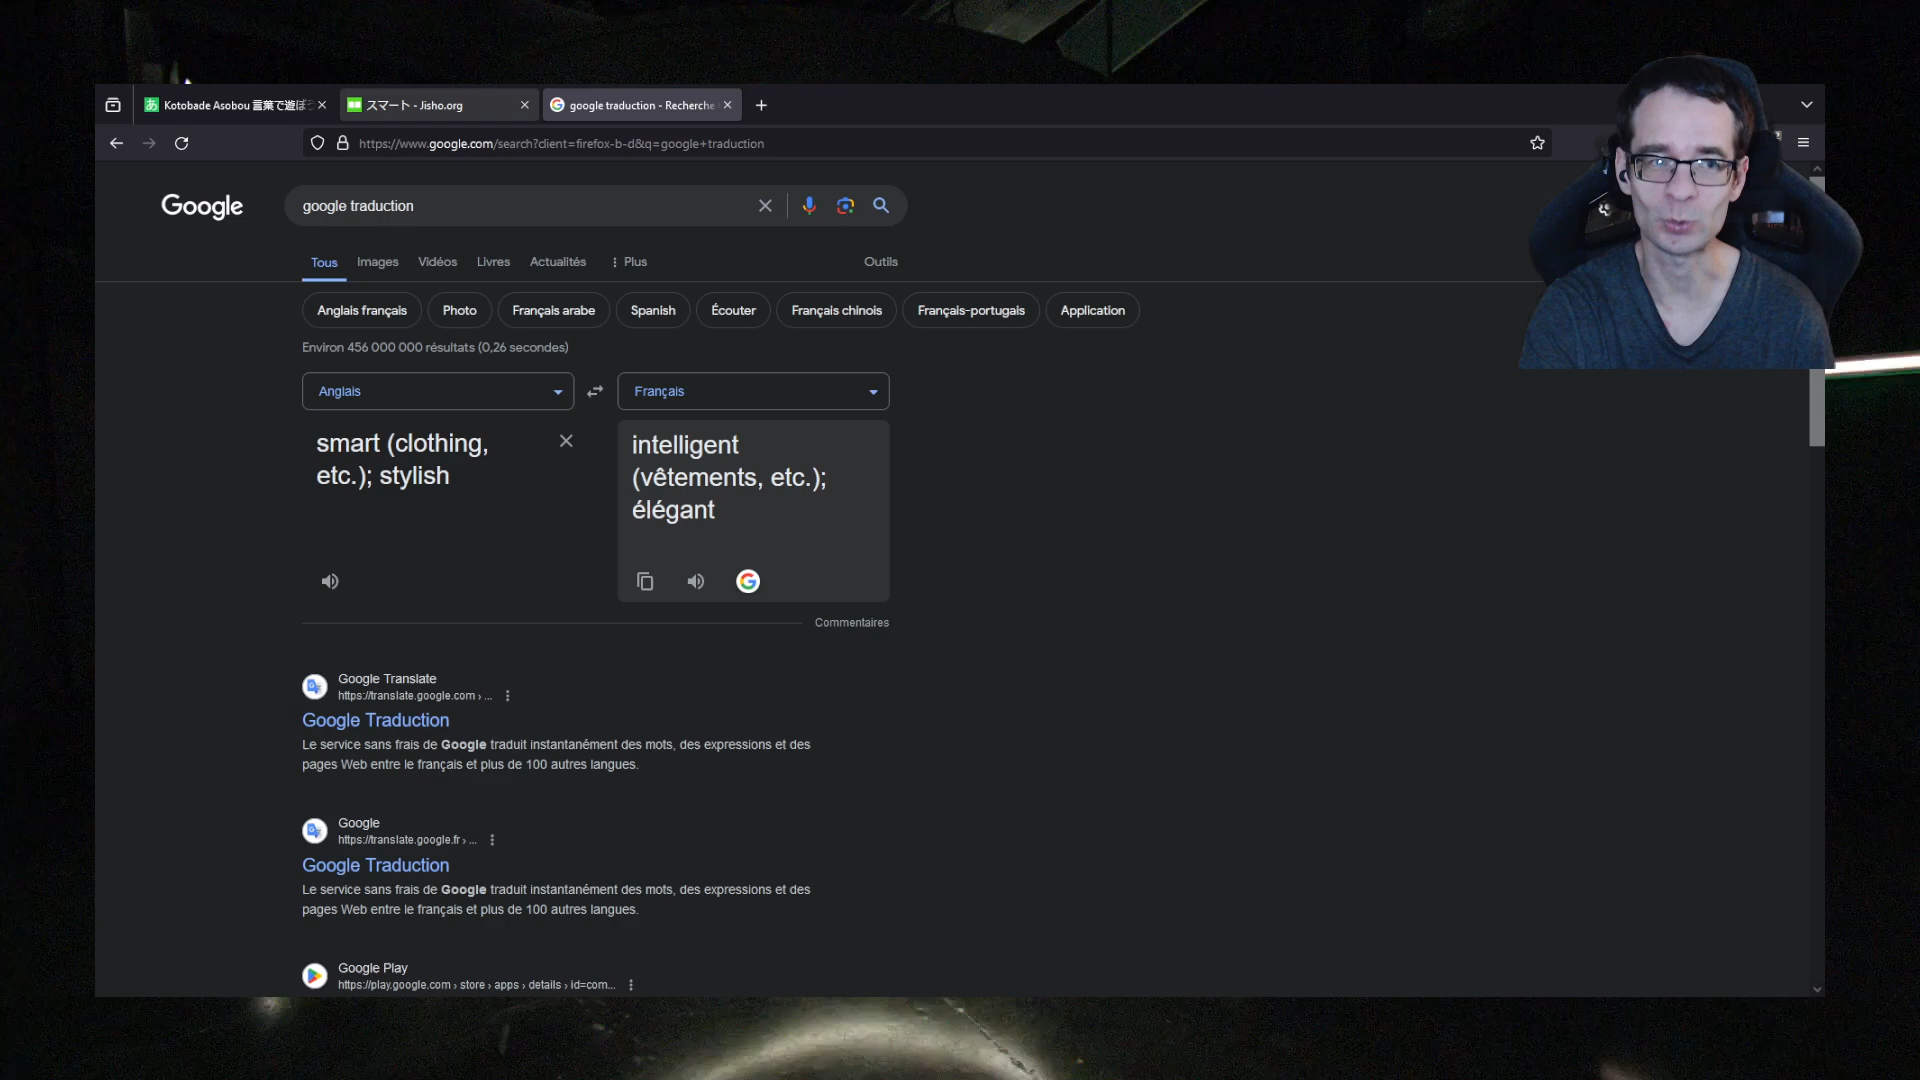 Kotobade Asobou 言葉で遊ぼう
スマート - Jisho.org
google traduction - Recherche
https://www.google.com/search?client=firefox-b-d&q=google+traduction
Google
google traduction
Tous
Images
Vidéos
Livres
Actualités
Plus
Outils
Anglais français
Photo
Français arabe
Spanish
Écouter
Français chinois
Français-portugais
Application
Environ 456 000 000 résultats (0,26 secondes)
Anglais
Français
smart (clothing,
etc.); stylish
intelligent
(vêtements, etc.);
élégant
Commentaires
Google Translate
https://translate.google.com › ...
Google Traduction
Le service sans frais de Google traduit instantanément des mots, des expressions et des
pages Web entre le français et plus de 100 autres langues.
Google
https://translate.google.fr › ...
Google Traduction
Le service sans frais de Google traduit instantanément des mots, des expressions et des
pages Web entre le français et plus de 100 autres langues.
Google Play
https://play.google.com › store › apps › details › id=com...